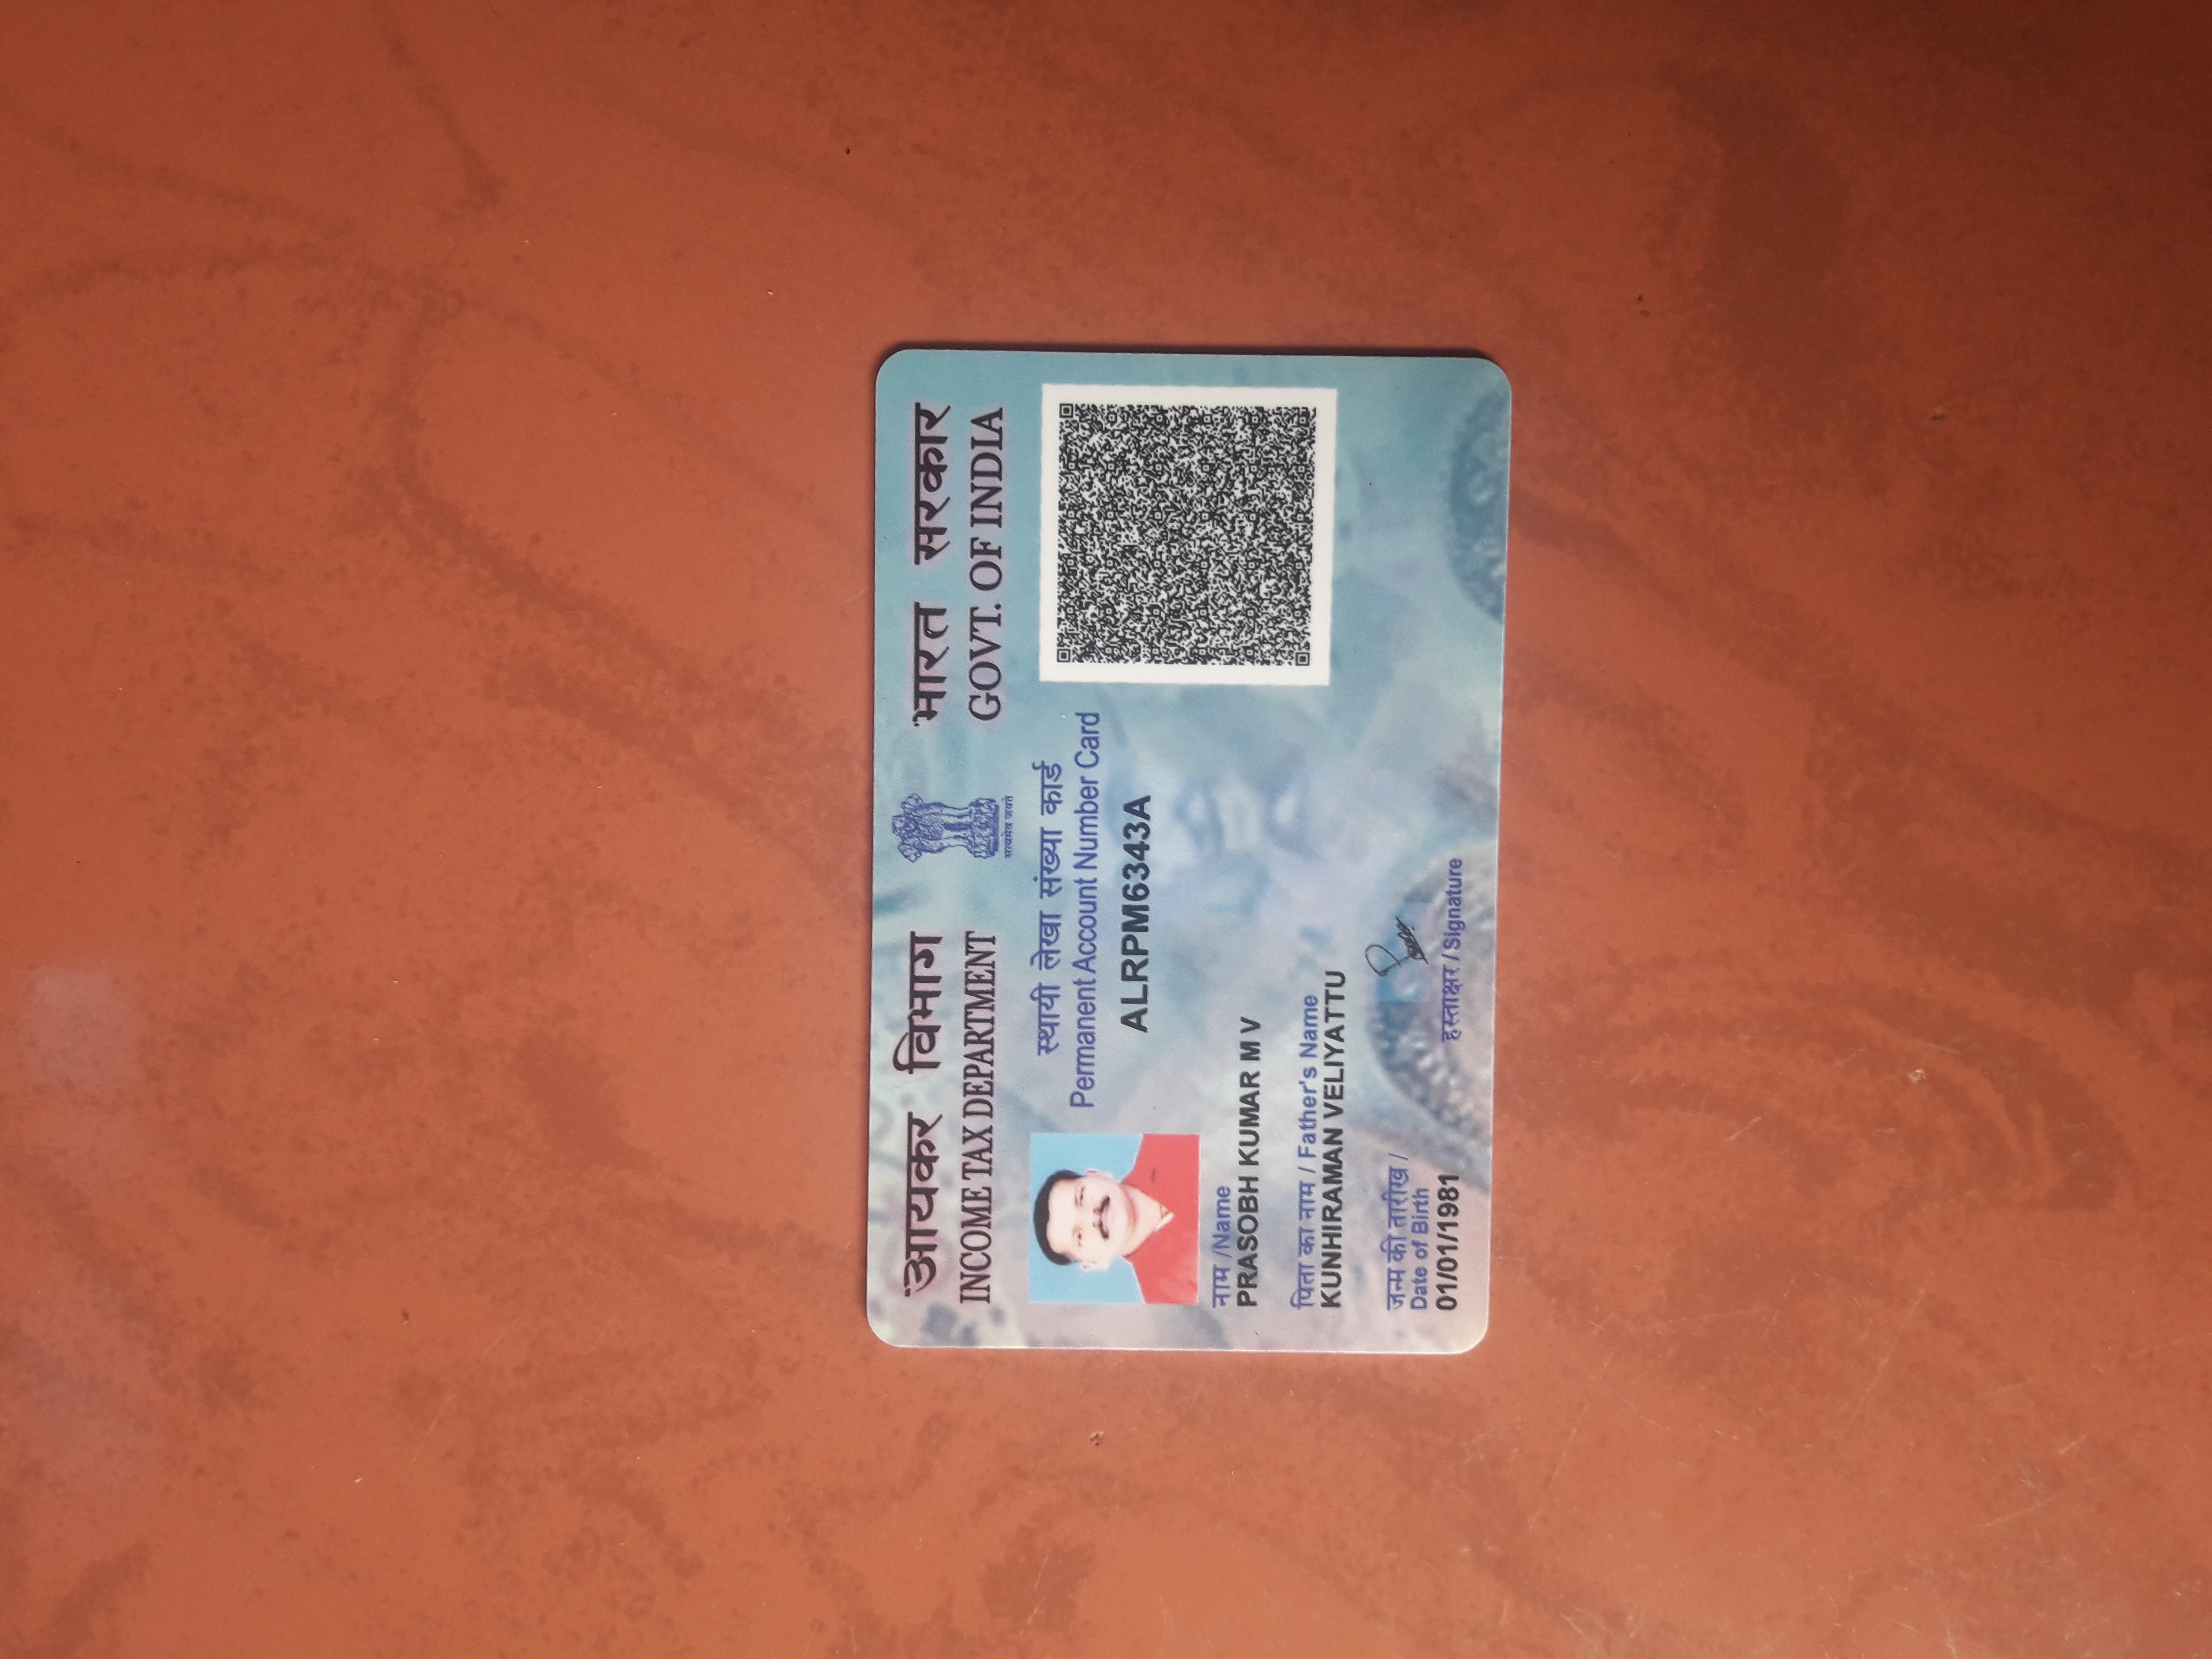 आयकर विभाग
INCOME TAX DEPARTMENT
सत्यमेव जयते
भारत सरकार
GOVT. OF INDIA
स्थायी लेखा संख्या कार्ड
Permanent Account Number Card
ALRPM6343A
नाम /Name
PRASOBH KUMAR M V
पिता का नाम / Father's Name
KUNHIRAMAN VELIYATTU
जन्म की तारीख /
Date of Birth
01/01/1981
हस्ताक्षर / Signature